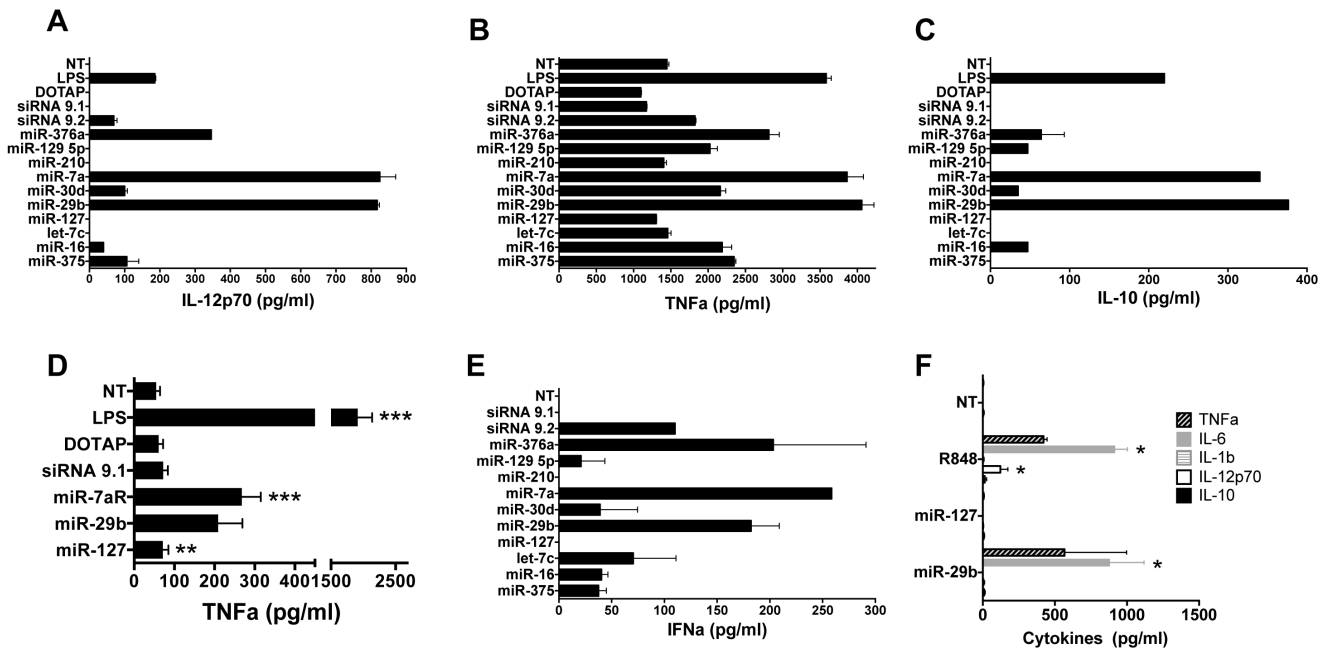 A
NT
LPS
DOTAP
siRNA 9.1
siRNA 9.2
miR-376a
miR-129 5p
miR-210
miR-7a
miR-30d
miR-29b
miR-127
let-7c
miR-16
miR-375
0 100 200 300 400 500 600 700 800 900
IL-12p70 (pg/ml)
B
NT
LPS
DOTAP
siRNA 9.1
siRNA 9.2
miR-376a
miR-129 5p
miR-210
miR-7a
miR-30d
miR-29b
miR-127
let-7c
miR-16
miR-375
0 500 1000 1500 2000 2500 3000 3500 4000
TNFa (pg/ml)
C
NT
LPS
DOTAP
siRNA 9.1
siRNA 9.2
miR-376a
miR-129 5p
miR-210
miR-7a
miR-30d
miR-29b
miR-127
let-7c
miR-16
miR-375
0 100 200 300 400
IL-10 (pg/ml)
D
NT
LPS ***
DOTAP
siRNA 9.1
miR-7aR ***
miR-29b
miR-127 **
0 100 200 300 400 1500 2500
TNFa (pg/ml)
E
NT
siRNA 9.1
siRNA 9.2
miR-376a
miR-129 5p
miR-210
miR-7a
miR-30d
miR-29b
miR-127
let-7c
miR-16
miR-375
0 50 100 150 200 250 300
IFNa (pg/ml)
F
NT
*
R848
*
miR-127
*
miR-29b
TNFa
IL-6
IL-1b
IL-12p70
IL-10
0 500 1000 1500
Cytokines (pg/ml)